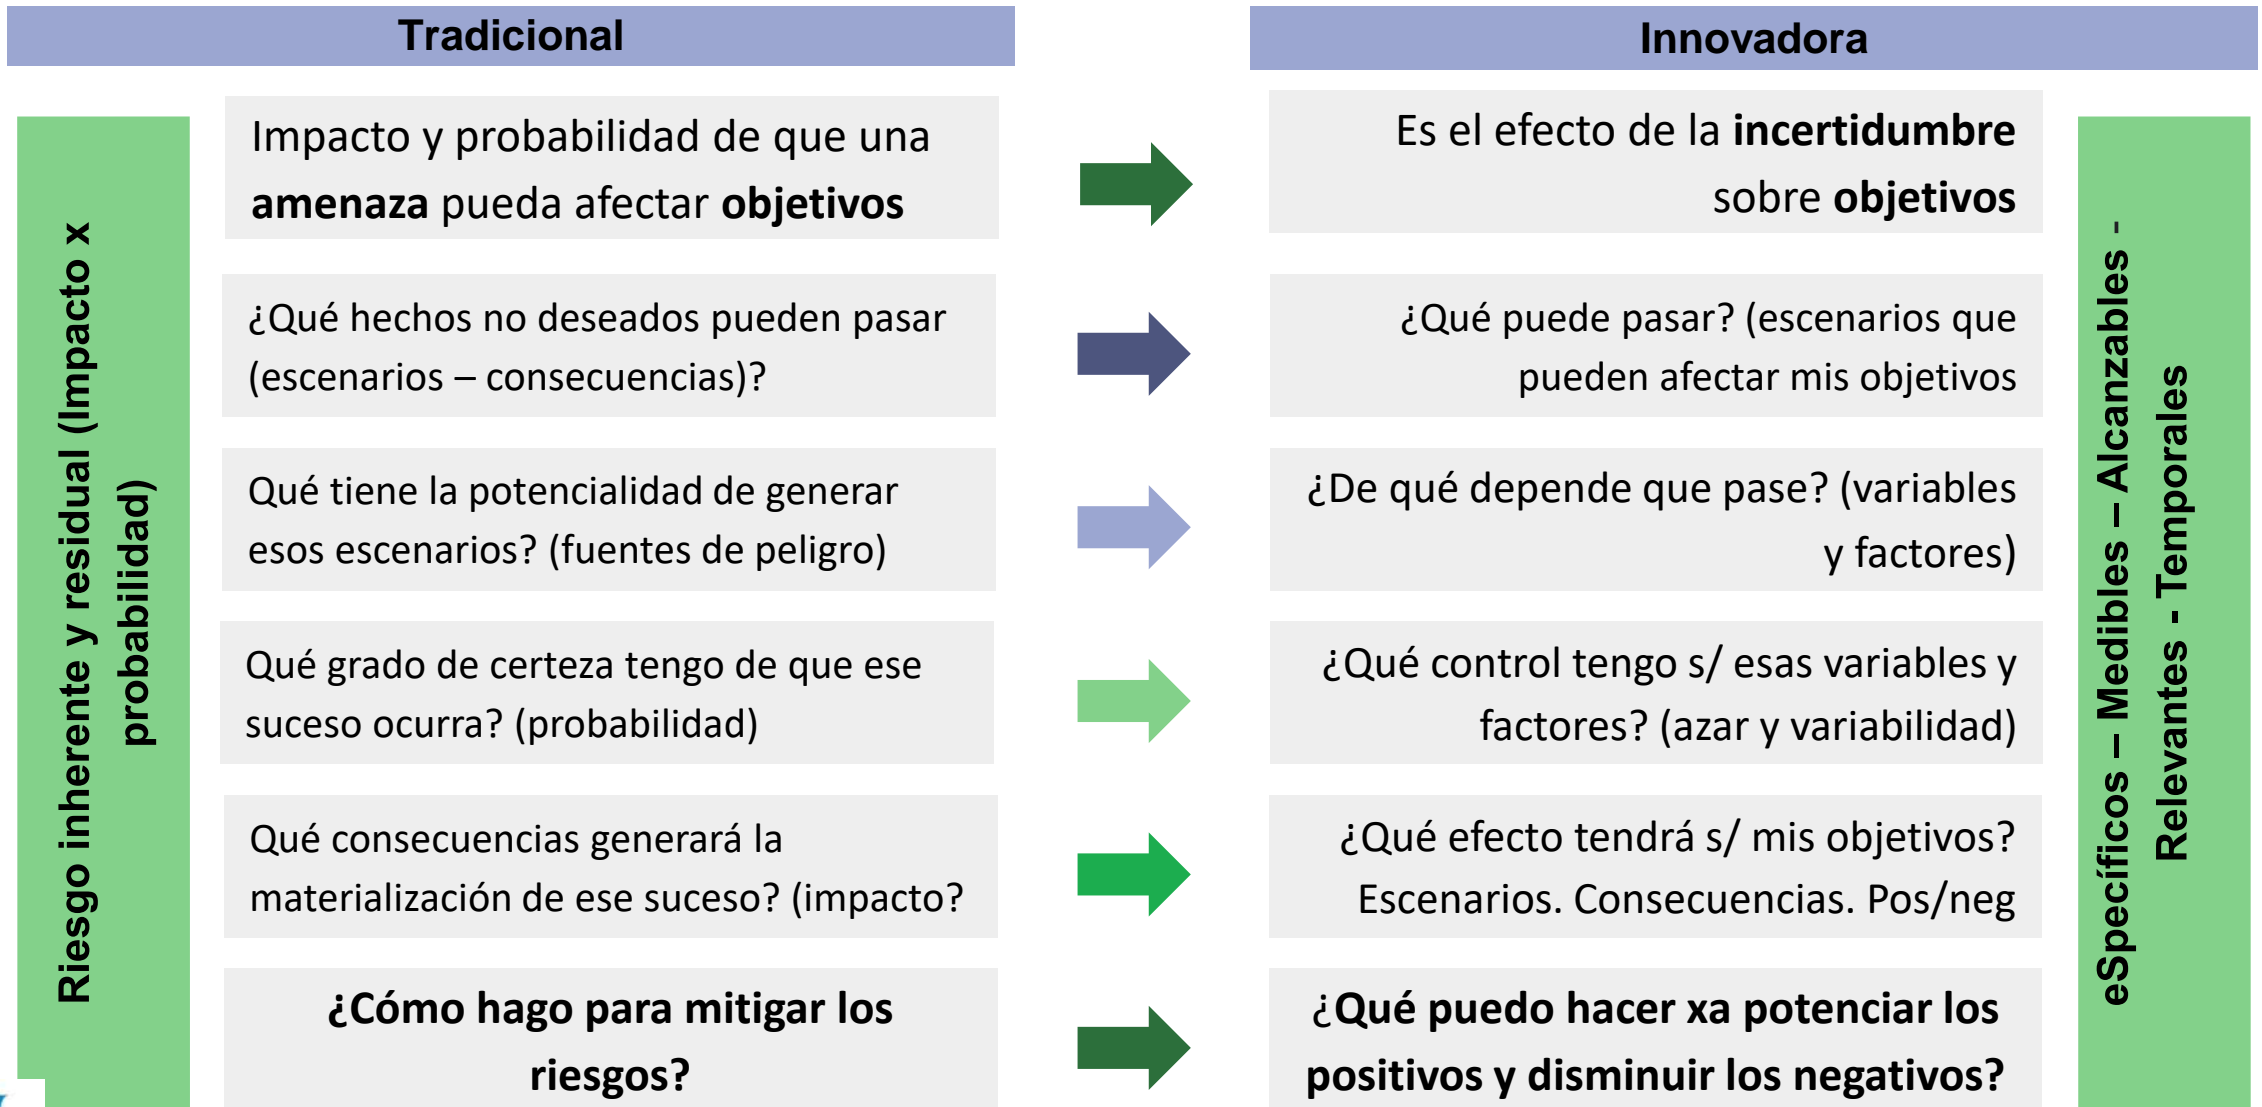 Tradicional
Innovadora
Riesgo inherente y residual (Impacto x
probabilidad)
Impacto y probabilidad de que una
amenaza pueda afectar objetivos
Es el efecto de la incertidumbre
sobre objetivos
¿Qué hechos no deseados pueden pasar
(escenarios – consecuencias)?
¿Qué puede pasar? (escenarios que
pueden afectar mis objetivos
Qué tiene la potencialidad de generar
esos escenarios? (fuentes de peligro)
¿De qué depende que pase? (variables
y factores)
Qué grado de certeza tengo de que ese
suceso ocurra? (probabilidad)
¿Qué control tengo s/ esas variables y
factores? (azar y variabilidad)
Qué consecuencias generará la
materialización de ese suceso? (impacto?
¿Qué efecto tendrá s/ mis objetivos?
Escenarios. Consecuencias. Pos/neg
¿Cómo hago para mitigar los
riesgos?
¿Qué puedo hacer xa potenciar los
positivos y disminuir los negativos?
eSpecíficos – Medibles – Alcanzables -
Relevantes - Temporales